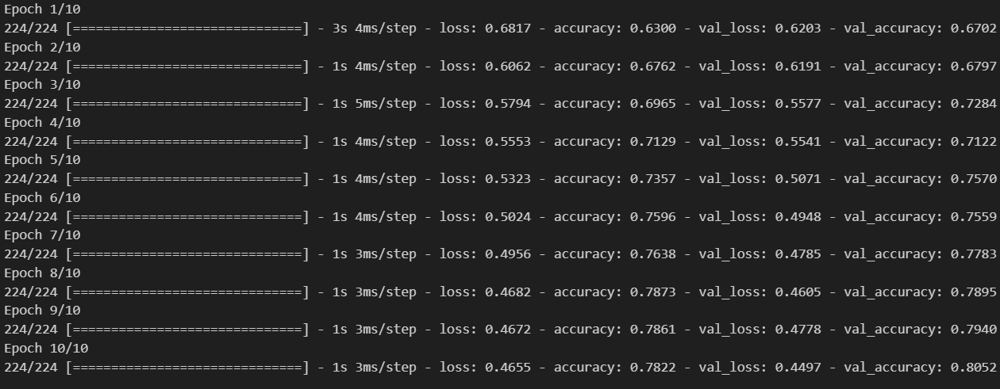 Epoch 1/10
224/224 [==============================] - 3s 4ms/step - loss: 0.6817 - accuracy: 0.6300 - val_loss: 0.6203 - val_accuracy: 0.6702
Epoch 2/10
224/224 [==============================] - 1s 4ms/step - loss: 0.6062 - accuracy: 0.6762 - val_loss: 0.6191 - val_accuracy: 0.6797
Epoch 3/10
224/224 [==============================] - 1s 5ms/step - loss: 0.5794 - accuracy: 0.6965 - val_loss: 0.5577 - val_accuracy: 0.7284
Epoch 4/10
224/224 [==============================] - 1s 4ms/step - loss: 0.5553 - accuracy: 0.7129 - val_loss: 0.5541 - val_accuracy: 0.7122
Epoch 5/10
224/224 [==============================] - 1s 4ms/step - loss: 0.5323 - accuracy: 0.7357 - val_loss: 0.5071 - val_accuracy: 0.7570
Epoch 6/10
224/224 [==============================] - 1s 4ms/step - loss: 0.5024 - accuracy: 0.7596 - val_loss: 0.4948 - val_accuracy: 0.7559
Epoch 7/10
224/224 [==============================] - 1s 3ms/step - loss: 0.4956 - accuracy: 0.7638 - val_loss: 0.4785 - val_accuracy: 0.7783
Epoch 8/10
224/224 [==============================] - 1s 3ms/step - loss: 0.4682 - accuracy: 0.7873 - val_loss: 0.4605 - val_accuracy: 0.7895
Epoch 9/10
224/224 [==============================] - 1s 3ms/step - loss: 0.4672 - accuracy: 0.7861 - val_loss: 0.4778 - val_accuracy: 0.7940
Epoch 10/10
224/224 [==============================] - 1s 3ms/step - loss: 0.4655 - accuracy: 0.7822 - val_loss: 0.4497 - val_accuracy: 0.8052